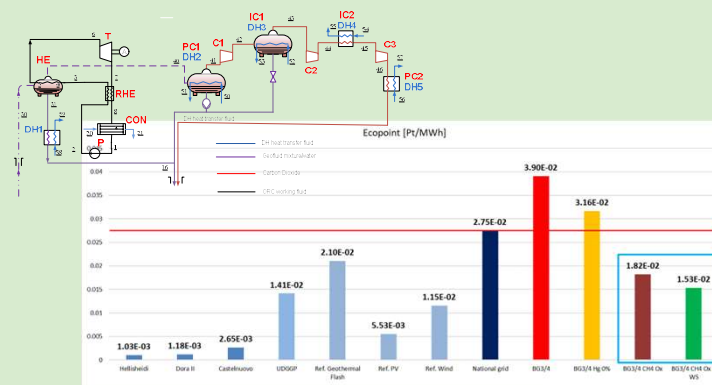 IC1
IC2
DH3
DH4
T
C1
PC1
DH2
C2
C3
HE
PC2
DH5
RHE
CON
DH1
P
DH heat transfer fluid
DH heat transfer fluid
Geofluid mixture/water
Carbon Dioxide
ORC working fluid
Ecopoint [Pt/MWh]
0.04
0.035
0.03
0.025
0.02
0.015
0.01
0.005
0
1.03E-03
1.18E-03
2.65E-03
1.41E-02
2.10E-02
5.53E-03
1.15E-02
2.75E-02
3.90E-02
3.16E-02
1.82E-02
1.53E-02
Hellisheidi
Dora II
Castelnuovo
UDGGP
Ref. Geothermal
Flash
Ref. PV
Ref. Wind
National grid
BG3/4
BG3/4 Hg 0%
BG3/4 CH4 Ox
BG3/4 CH4 Ox
WS